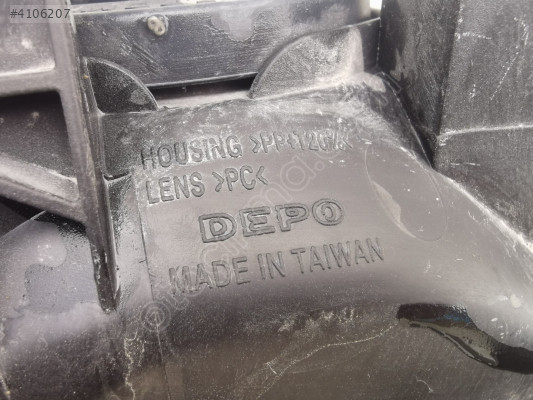 #4106207
HOUSING >PP<T20%
LENS >PC<
DEPO
MADE IN TAIWAN